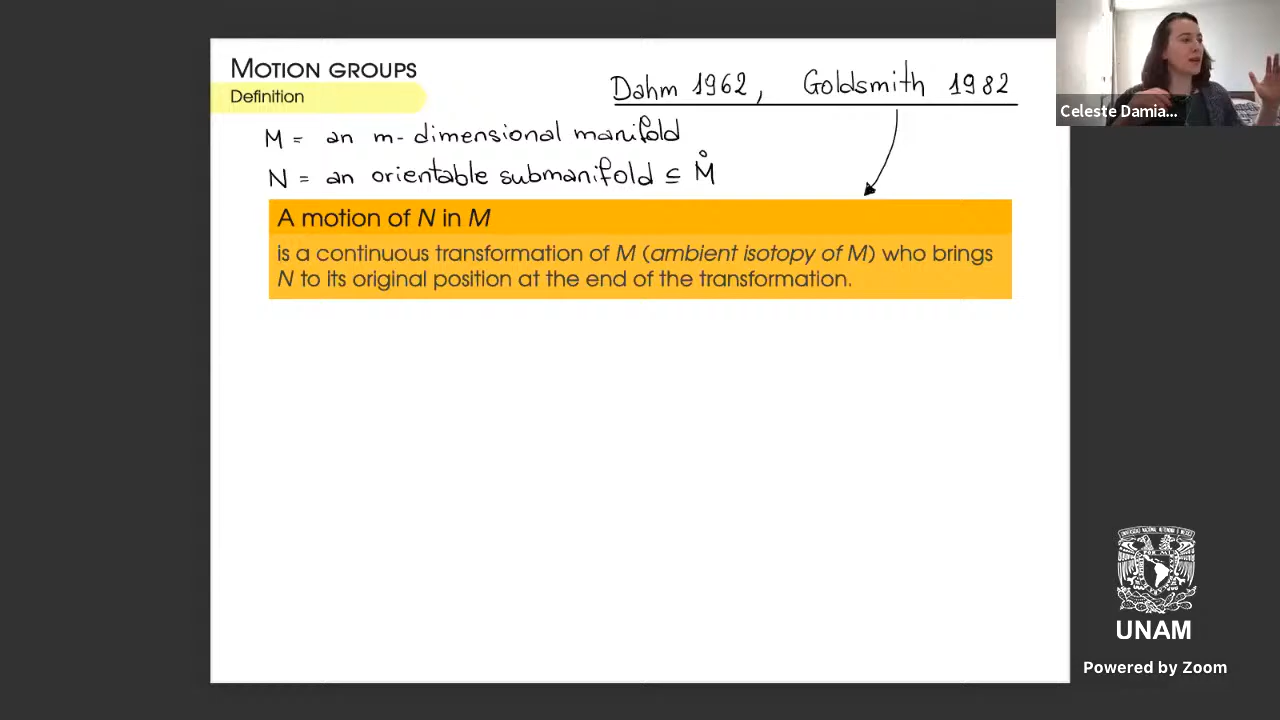 MOTION GROUPS
Definition
Dahm 1962, Goldsmith 1982
M = an m-dimensional manifold
N = an orientable submanifold ⊆ M̊
A motion of N in M
is a continuous transformation of M (ambient isotopy of M) who brings
N to its original position at the end of the transformation.
Celeste Damia...
UNAM
Powered by Zoom